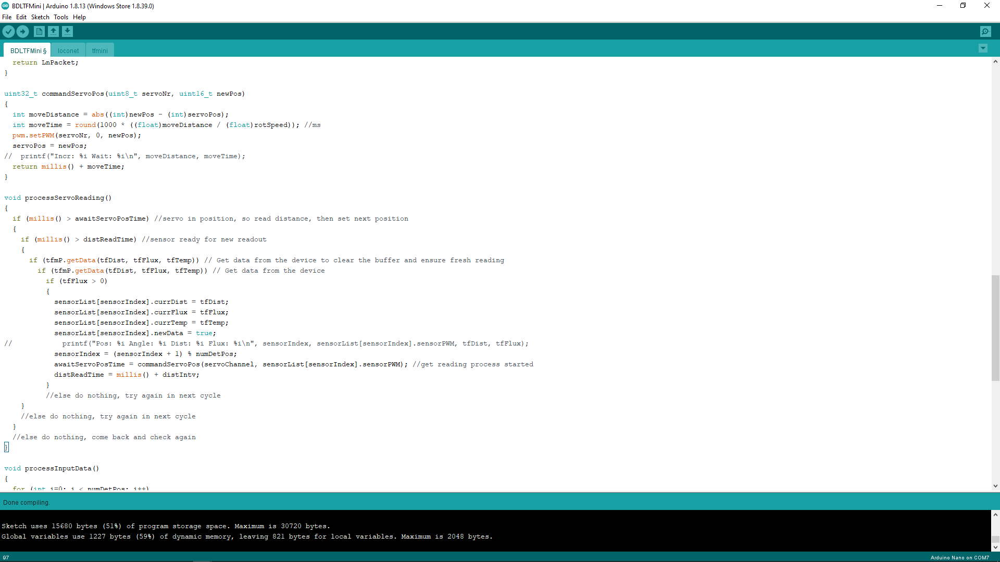 BDLTFMini | Arduino 1.8.13 (Windows Store 1.8.39.0)
File Edit Sketch Tools Help
BDLTFMini § loconet tfmini
  return LnPacket;
}

uint32_t commandServoPos(uint8_t servoNr, uint16_t newPos)
{
  int moveDistance = abs((int)newPos - (int)servoPos);
  int moveTime = round(1000 * ((float)moveDistance / (float)rotSpeed)); //ms
  pwm.setPWM(servoNr, 0, newPos);
  servoPos = newPos;
//  printf("Incr: %i Wait: %i\n", moveDistance, moveTime);
  return millis() + moveTime;
}

void processServoReading()
{
  if (millis() > awaitServoPosTime) //servo in position, so read distance, then set next position
  {
    if (millis() > distReadTime) //sensor ready for new readout
    {
      if (tfmP.getData(tfDist, tfFlux, tfTemp)) // Get data from the device to clear the buffer and ensure fresh reading
        if (tfmP.getData(tfDist, tfFlux, tfTemp)) // Get data from the device
          if (tfFlux > 0)
          {
            sensorList[sensorIndex].currDist = tfDist;
            sensorList[sensorIndex].currFlux = tfFlux;
            sensorList[sensorIndex].currTemp = tfTemp;
            sensorList[sensorIndex].newData = true;
//            printf("Pos: %i Angle: %i Dist: %i Flux: %i\n", sensorIndex, sensorList[sensorIndex].sensorPWM, tfDist, tfFlux);
            sensorIndex = (sensorIndex + 1) % numDetPos;
            awaitServoPosTime = commandServoPos(servoChannel, sensorList[sensorIndex].sensorPWM); //get reading process started
            distReadTime = millis() + distIntv;
          }
          //else do nothing, try again in next cycle
    }
    //else do nothing, try again in next cycle
  }
  //else do nothing, come back and check again
}

void processInputData()
{
  for (int i=0; i < numDetPos; i++)
Done compiling.
Sketch uses 15680 bytes (51%) of program storage space. Maximum is 30720 bytes.
Global variables use 1227 bytes (59%) of dynamic memory, leaving 821 bytes for local variables. Maximum is 2048 bytes.
97
Arduino Nano on COM7